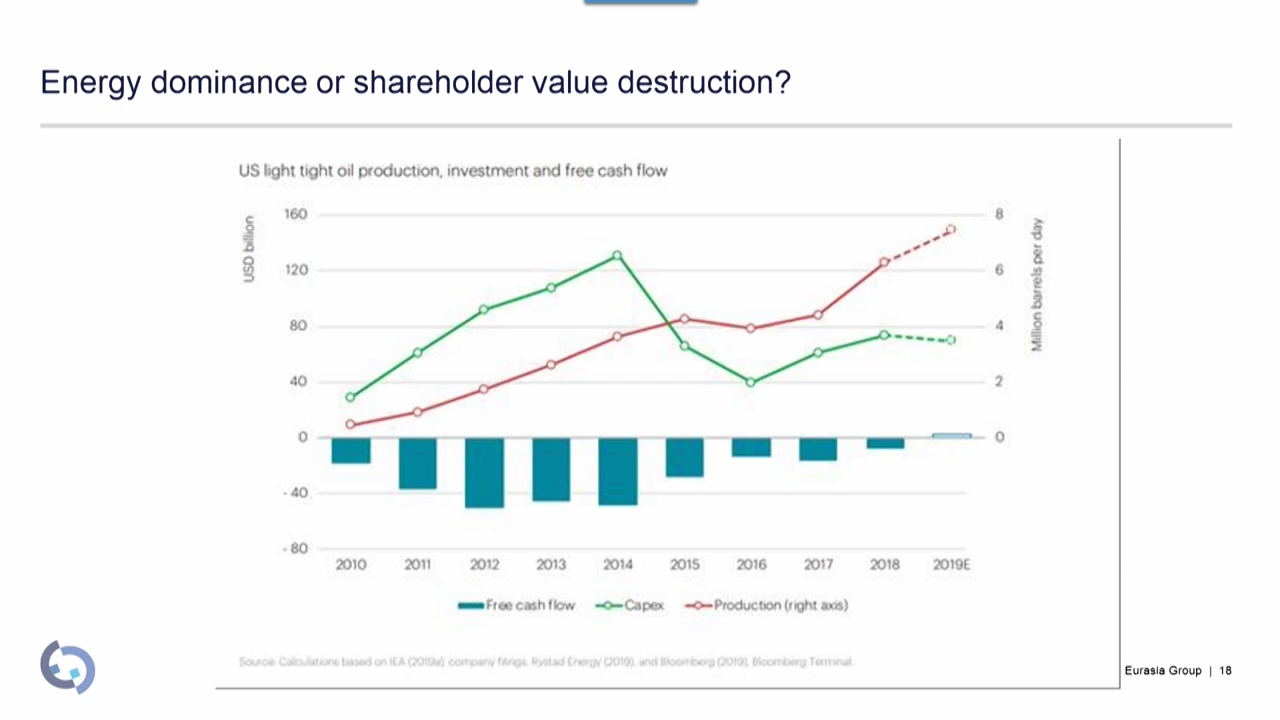 Energy dominance or shareholder value destruction?
US light tight oil production, investment and free cash flow
USD billion
160
120
80
40
0
- 40
- 80
8
6
4
2
0
Million barrels per day
2010 2011 2012 2013 2014 2015 2016 2017 2018 2019E
Free cash flow Capex Production (right axis)
Source: Calculations based on IEA (2019a); company filings, Rystad Energy (2019), and Bloomberg (2019), Bloomberg Terminal.
Eurasia Group | 18